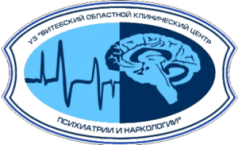 УЗ "ВИТЕБСКИЙ ОБЛАСТНОЙ КЛИНИЧЕСКИЙ ЦЕНТР
ПСИХИАТРИИ И НАРКОЛОГИИ"